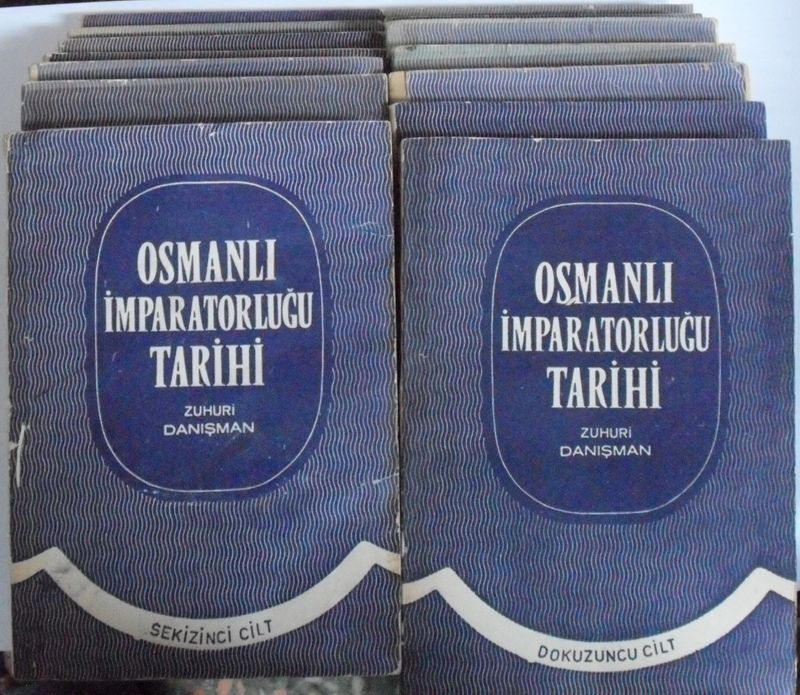 OSMANLI
İMPARATORLUĞU
TARİHİ
ZUHURİ
DANIŞMAN
SEKİZİNCİ CİLT
OSMANLI
İMPARATORLUĞU
TARİHİ
ZUHURİ
DANIŞMAN
DOKUZUNCU CİLT